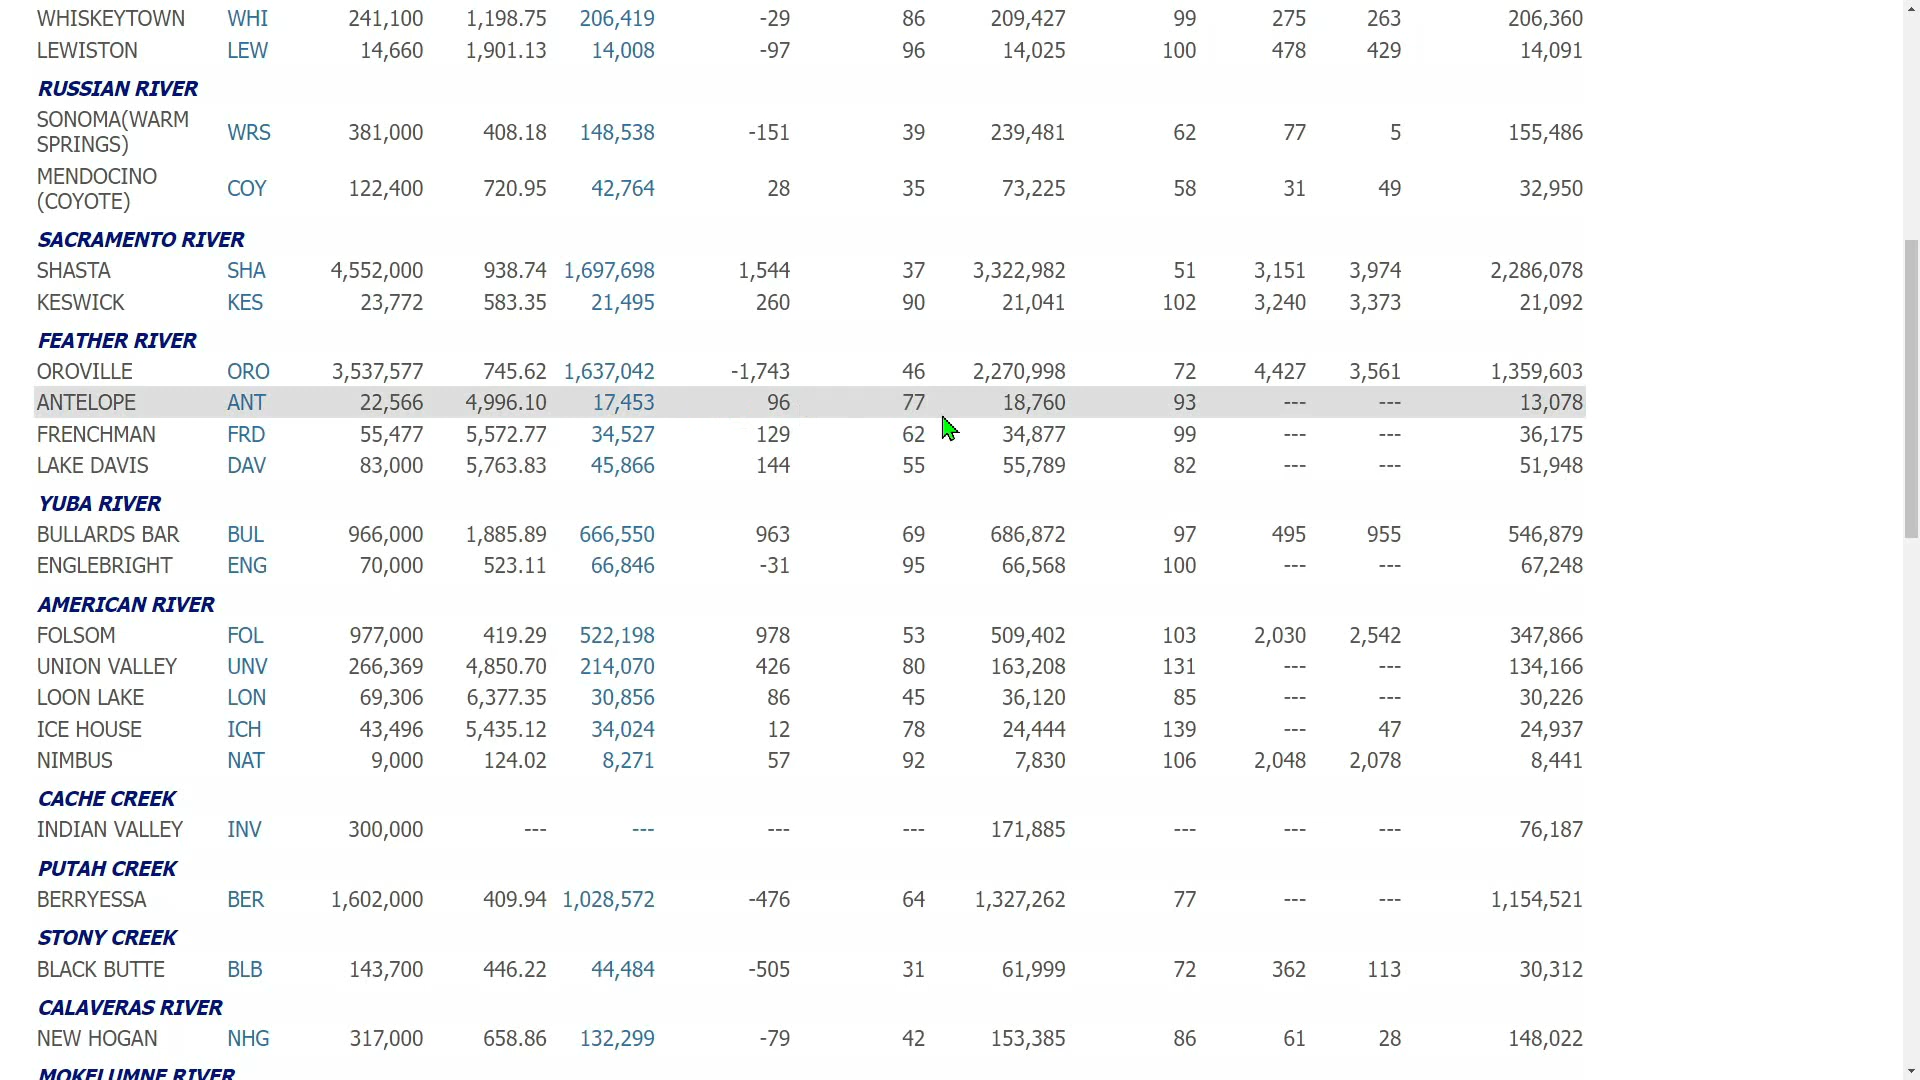 WHISKEYTOWN WHI 241,100 1,198.75 206,419 -29 86 209,427 99 275 263 206,360
LEWISTON LEW 14,660 1,901.13 14,008 -97 96 14,025 100 478 429 14,091
RUSSIAN RIVER
SONOMA(WARM
SPRINGS) WRS 381,000 408.18 148,538 -151 39 239,481 62 77 5 155,486
MENDOCINO
(COYOTE) COY 122,400 720.95 42,764 28 35 73,225 58 31 49 32,950
SACRAMENTO RIVER
SHASTA SHA 4,552,000 938.74 1,697,698 1,544 37 3,322,982 51 3,151 3,974 2,286,078
KESWICK KES 23,772 583.35 21,495 260 90 21,041 102 3,240 3,373 21,092
FEATHER RIVER
OROVILLE ORO 3,537,577 745.62 1,637,042 -1,743 46 2,270,998 72 4,427 3,561 1,359,603
ANTELOPE ANT 22,566 4,996.10 17,453 96 77 18,760 93 --- --- 13,078
FRENCHMAN FRD 55,477 5,572.77 34,527 129 62 34,877 99 --- --- 36,175
LAKE DAVIS DAV 83,000 5,763.83 45,866 144 55 55,789 82 --- --- 51,948
YUBA RIVER
BULLARDS BAR BUL 966,000 1,885.89 666,550 963 69 686,872 97 495 955 546,879
ENGLEBRIGHT ENG 70,000 523.11 66,846 -31 95 66,568 100 --- --- 67,248
AMERICAN RIVER
FOLSOM FOL 977,000 419.29 522,198 978 53 509,402 103 2,030 2,542 347,866
UNION VALLEY UNV 266,369 4,850.70 214,070 426 80 163,208 131 --- --- 134,166
LOON LAKE LON 69,306 6,377.35 30,856 86 45 36,120 85 --- --- 30,226
ICE HOUSE ICH 43,496 5,435.12 34,024 12 78 24,444 139 --- 47 24,937
NIMBUS NAT 9,000 124.02 8,271 57 92 7,830 106 2,048 2,078 8,441
CACHE CREEK
INDIAN VALLEY INV 300,000 --- --- --- --- 171,885 --- --- --- 76,187
PUTAH CREEK
BERRYESSA BER 1,602,000 409.94 1,028,572 -476 64 1,327,262 77 --- --- 1,154,521
STONY CREEK
BLACK BUTTE BLB 143,700 446.22 44,484 -505 31 61,999 72 362 113 30,312
CALAVERAS RIVER
NEW HOGAN NHG 317,000 658.86 132,299 -79 42 153,385 86 61 28 148,022
MOKELUMNE RIVER